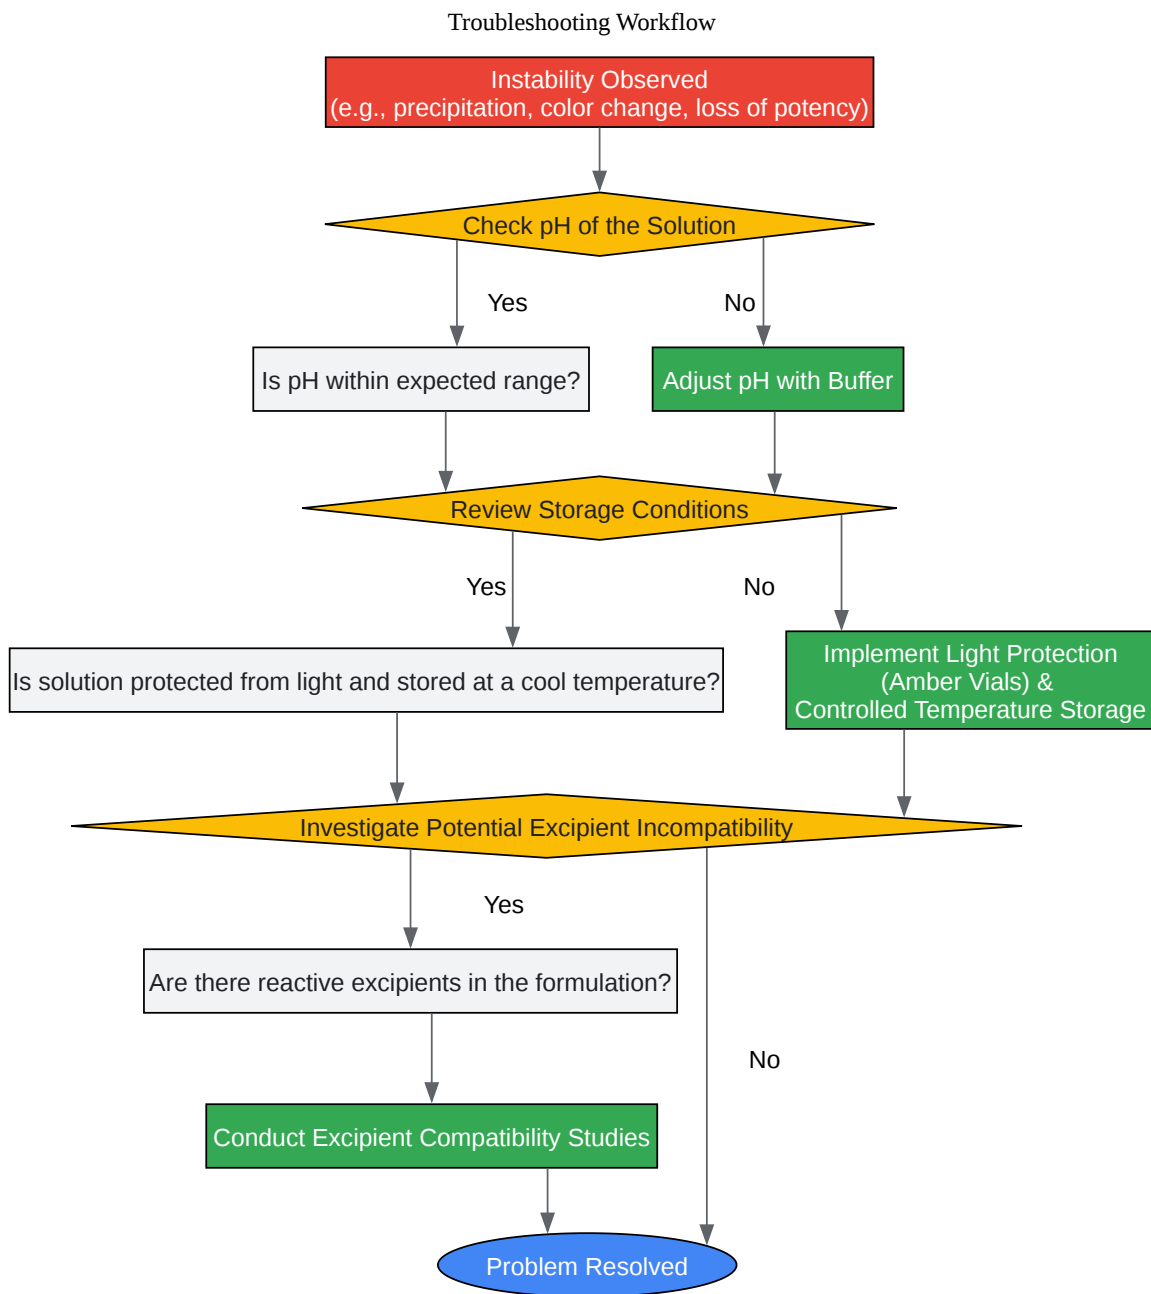 Troubleshooting Workflow
Instability Observed
(e.g., precipitation, color change, loss of potency)
Check pH of the Solution
Yes
No
Is pH within expected range?
Adjust pH with Buffer
Review Storage Conditions
Yes
No
Is solution protected from light and stored at a cool temperature?
Implement Light Protection
(Amber Vials) &
Controlled Temperature Storage
Investigate Potential Excipient Incompatibility
Yes
Are there reactive excipients in the formulation?
No
Conduct Excipient Compatibility Studies
Problem Resolved